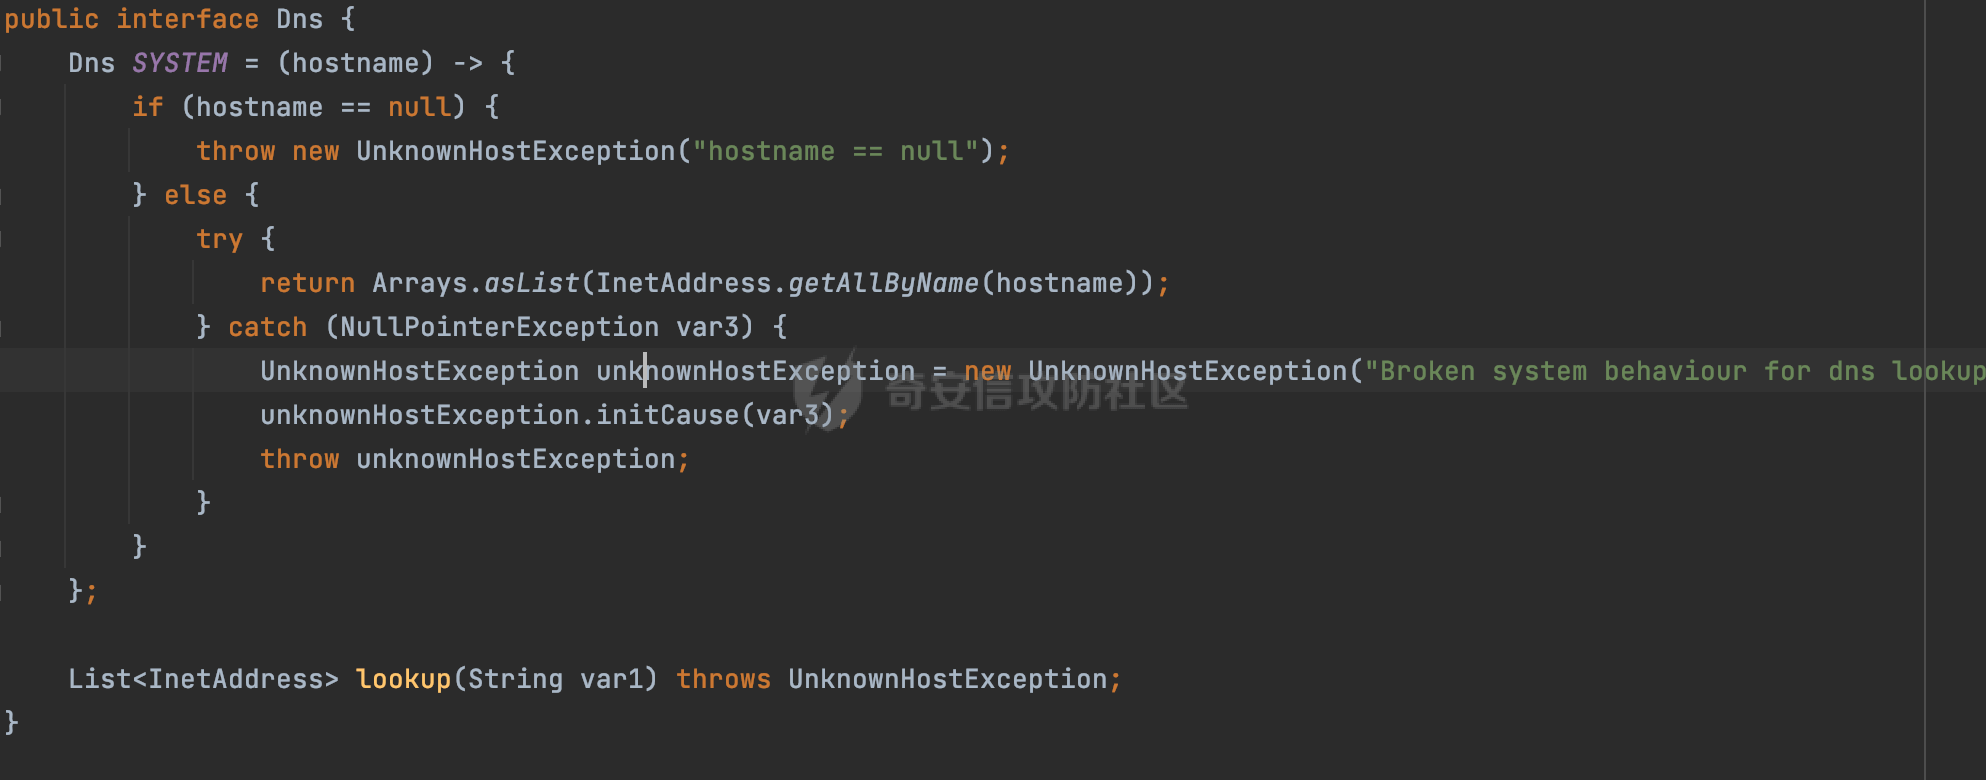 public interface Dns {
    Dns SYSTEM = (hostname) -> {
        if (hostname == null) {
            throw new UnknownHostException("hostname == null");
        } else {
            try {
                return Arrays.asList(InetAddress.getAllByName(hostname));
            } catch (NullPointerException var3) {
                UnknownHostException unknownHostException = new UnknownHostException("Broken system behaviour for dns lookup
                unknownHostException.initCause(var3);
                throw unknownHostException;
            }
        }
    };
    List<InetAddress> lookup(String var1) throws UnknownHostException;
}
奇安信攻防社区